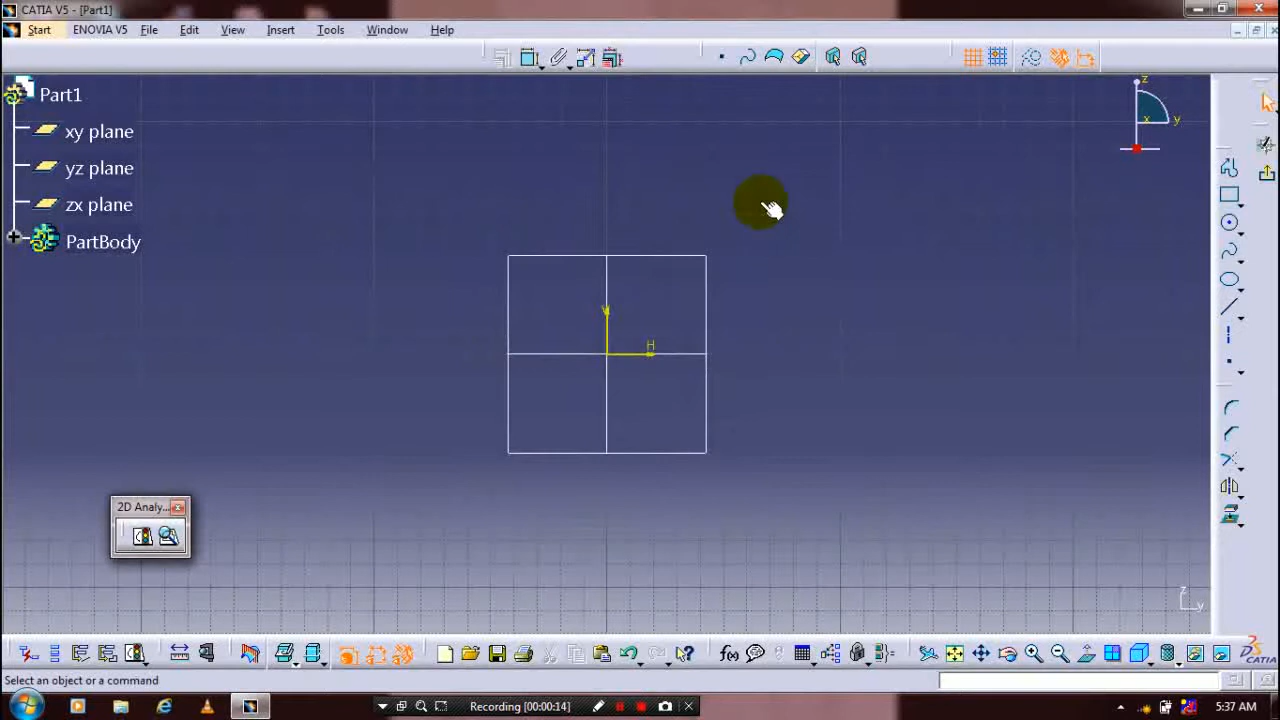 CATIA V5 - [Part1]
Start ENOVIA V5 File Edit View Insert Tools Window Help
Part1
xy plane
yz plane
zx plane
PartBody
z
x
y
V
H
2D Analy...
z
y
f(x)
CATIA
Select an object or a command
Recording [00:00:14]
5:37 AM